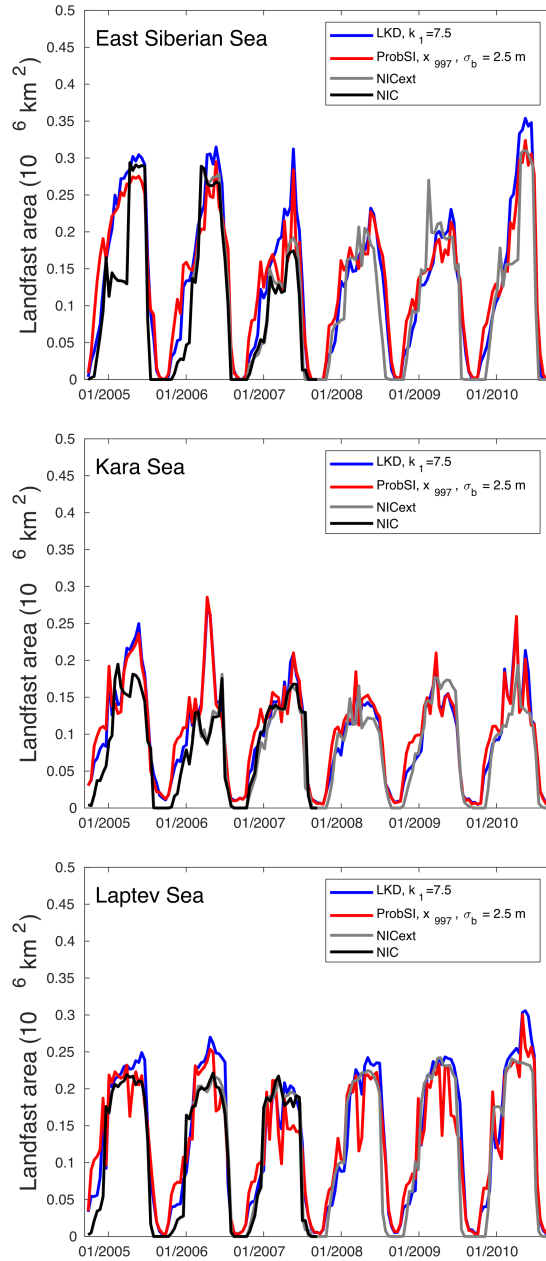 0.5
East Siberian Sea
LKD, k1=7.5
ProbSI, x997, σb = 2.5 m
NICext
NIC
0.45
0.4
0.35
0.3
0.25
0.2
0.15
0.1
0.05
0
Landfast area (10 6 km 2)
01/2005 01/2006 01/2007 01/2008 01/2009 01/2010
0.5
Kara Sea
LKD, k1=7.5
ProbSI, x997, σb = 2.5 m
NICext
NIC
0.45
0.4
0.35
0.3
0.25
0.2
0.15
0.1
0.05
0
Landfast area (10 6 km 2)
01/2005 01/2006 01/2007 01/2008 01/2009 01/2010
0.5
Laptev Sea
LKD, k1=7.5
ProbSI, x997, σb = 2.5 m
NICext
NIC
0.45
0.4
0.35
0.3
0.25
0.2
0.15
0.1
0.05
0
Landfast area (10 6 km 2)
01/2005 01/2006 01/2007 01/2008 01/2009 01/2010